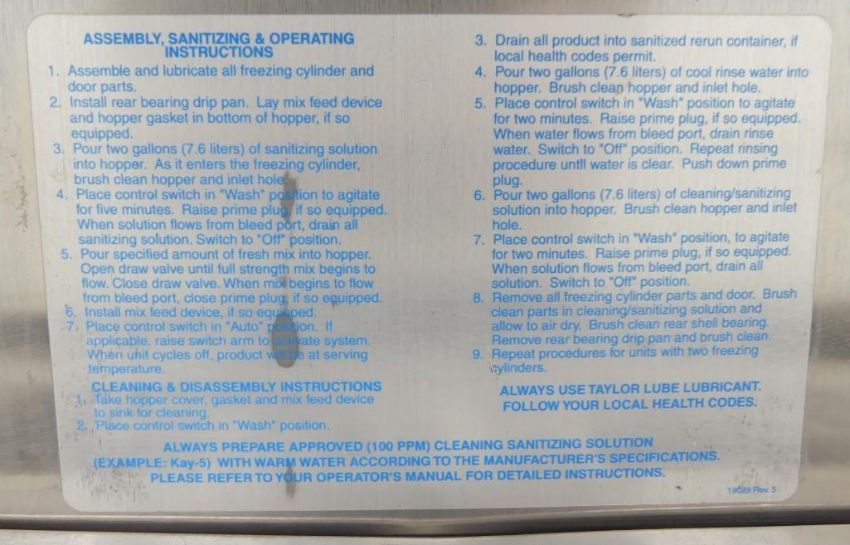 ASSEMBLY, SANITIZING & OPERATING
INSTRUCTIONS
1. Assemble and lubricate all freezing cylinder and
door parts.
2. Install rear bearing drip pan. Lay mix feed device
and hopper gasket in bottom of hopper, if so
equipped.
3. Pour two gallons (7.6 liters) of sanitizing solution
into hopper. As it enters the freezing cylinder,
brush clean hopper and inlet hole
4. Place control switch in "Wash" position to agitate
for five minutes. Raise prime plug, if so equipped.
When solution flows from bleed port, drain all
sanitizing solution. Switch to "Off" position.
5. Pour specified amount of fresh mix into hopper.
Open draw valve until full strength mix begins to
flow. Close draw valve. When mix begins to flow
from bleed port, close prime plug, if so equipped.
6. Install mix feed device, if so equipped.
7. Place control switch in "Auto" position. If
applicable, raise switch arm to activate system.
When unit cycles off, product will be at serving
temperature.
CLEANING & DISASSEMBLY INSTRUCTIONS
1. Take hopper cover, gasket and mix feed device
to sink for cleaning.
2. Place control switch in "Wash" position.
3. Drain all product into sanitized rerun container, if
local health codes permit.
4. Pour two gallons (7.6 liters) of cool rinse water into
hopper. Brush clean hopper and inlet hole.
5. Place control switch in "Wash" position to agitate
for two minutes. Raise prime plug, if so equipped.
When water flows from bleed port, drain rinse
water. Switch to "Off" position. Repeat rinsing
procedure until water is clear. Push down prime
plug.
6. Pour two gallons (7.6 liters) of cleaning/sanitizing
solution into hopper. Brush clean hopper and inlet
hole.
7. Place control switch in "Wash" position, to agitate
for two minutes. Raise prime plug, if so equipped.
When solution flows from bleed port, drain all
solution. Switch to "Off" position.
8. Remove all freezing cylinder parts and door. Brush
clean parts in cleaning/sanitizing solution and
allow to air dry. Brush clean rear shell bearing.
Remove rear bearing drip pan and brush clean.
9. Repeat procedures for units with two freezing
cylinders.
ALWAYS USE TAYLOR LUBE LUBRICANT.
FOLLOW YOUR LOCAL HEALTH CODES.
ALWAYS PREPARE APPROVED (100 PPM) CLEANING SANITIZING SOLUTION
(EXAMPLE: Kay-5) WITH WARM WATER ACCORDING TO THE MANUFACTURER'S SPECIFICATIONS.
PLEASE REFER TO YOUR OPERATOR'S MANUAL FOR DETAILED INSTRUCTIONS.
19029 Rev. 5